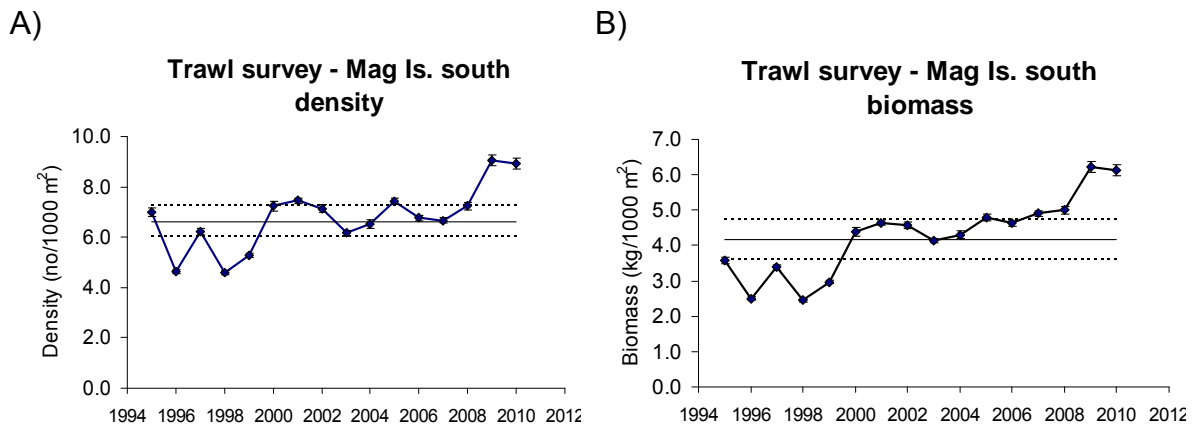 A)
Trawl survey - Mag Is. south
density
10.0
8.0
6.0
4.0
2.0
0.0
Density (no/1000 m²)
1994 1996 1998 2000 2002 2004 2006 2008 2010 2012
B)
Trawl survey - Mag Is. south
biomass
7.0
6.0
5.0
4.0
3.0
2.0
1.0
0.0
Biomass (kg/1000 m²)
1994 1996 1998 2000 2002 2004 2006 2008 2010 2012